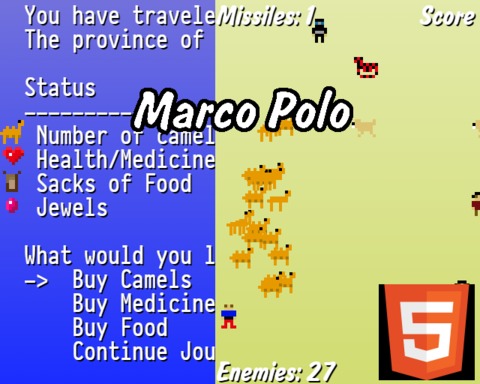 You have travele
The province of
Missiles: 1
Score
Status
Marco Polo
Number of Camel
Health/Medicine
Sacks of Food
Jewels
What would you l
-> Buy Camels
Buy Medicine
Buy Food
Continue Jou
Enemies: 27
5